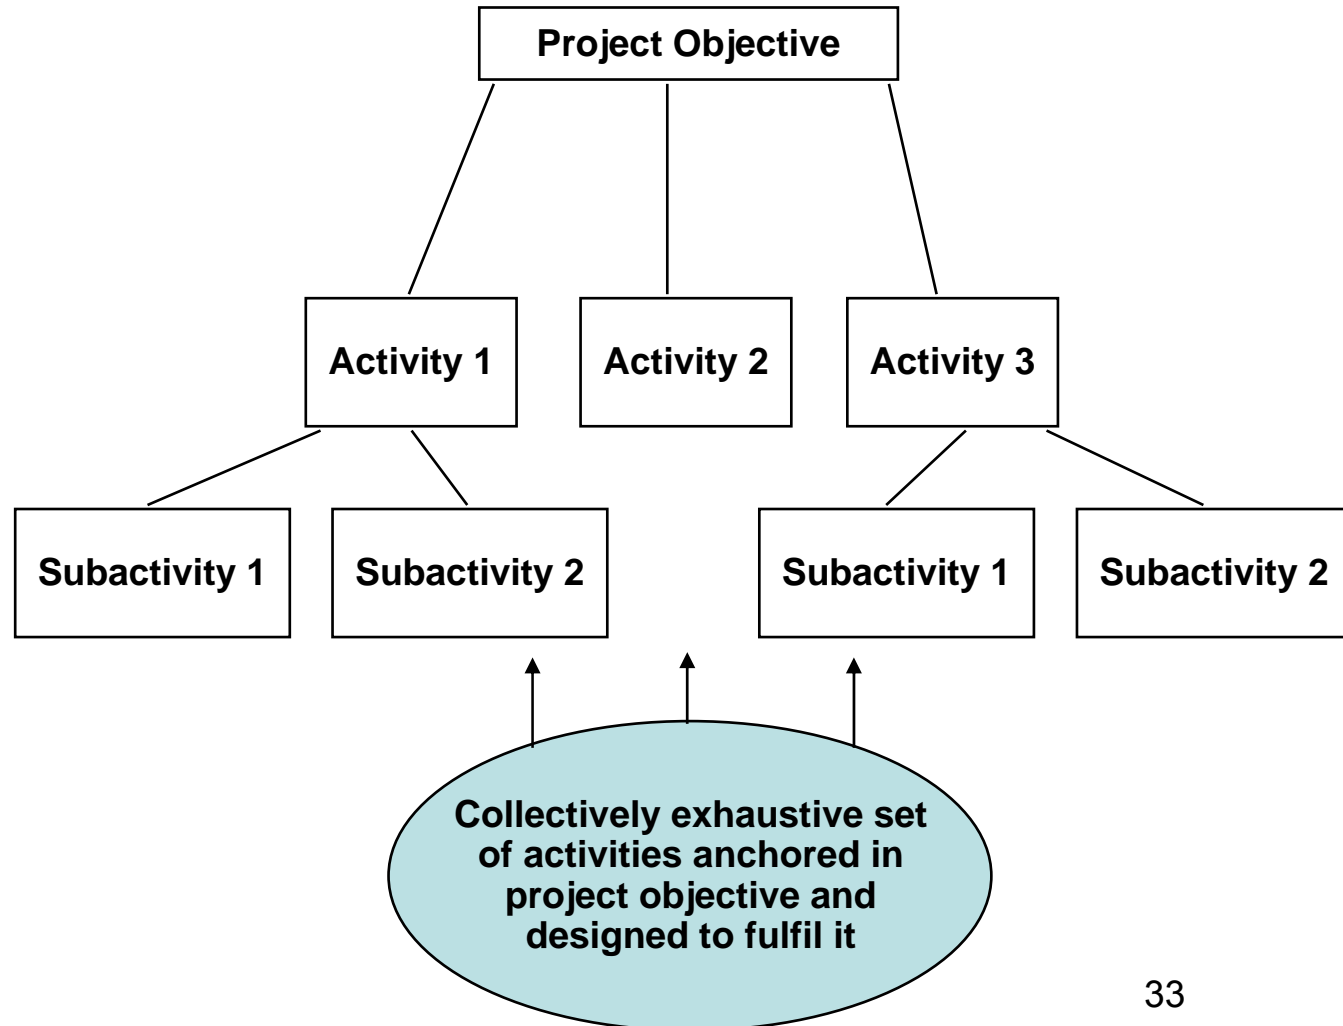 Project Objective
Activity 1
Activity 2
Activity 3
Subactivity 1
Subactivity 2
Subactivity 1
Subactivity 2
Collectively exhaustive set
of activities anchored in
project objective and
designed to fulfil it
33